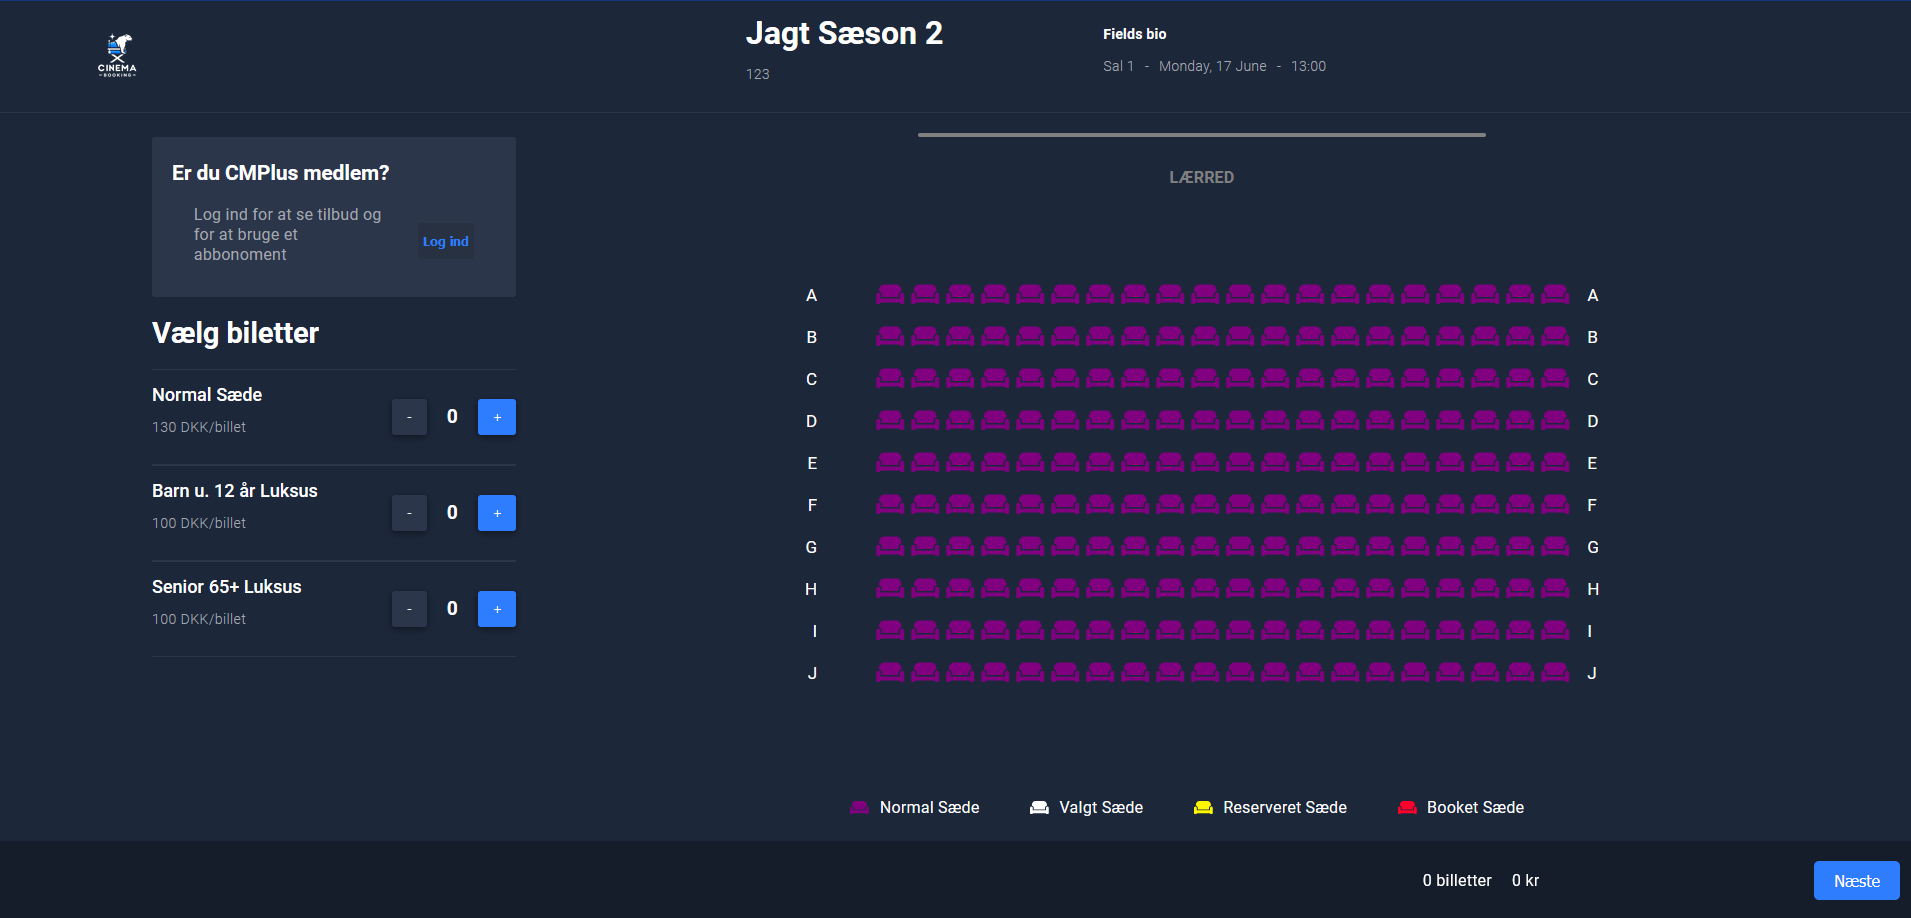 CINEMA
-BOOKING-
Jagt Sæson 2
123
Fields bio
Sal 1 - Monday, 17 June - 13:00
Er du CMPlus medlem?
Log ind for at se tilbud og
for at bruge et
abbonoment
Log ind
Vælg biletter
Normal Sæde
130 DKK/billet
- 0 +
Barn u. 12 år Luksus
100 DKK/billet
- 0 +
Senior 65+ Luksus
100 DKK/billet
- 0 +
LÆRRED
A A
B B
C C
D D
E E
F F
G G
H H
I I
J J
Normal Sæde Valgt Sæde Reserveret Sæde Booket Sæde
0 billetter 0 kr
Næste